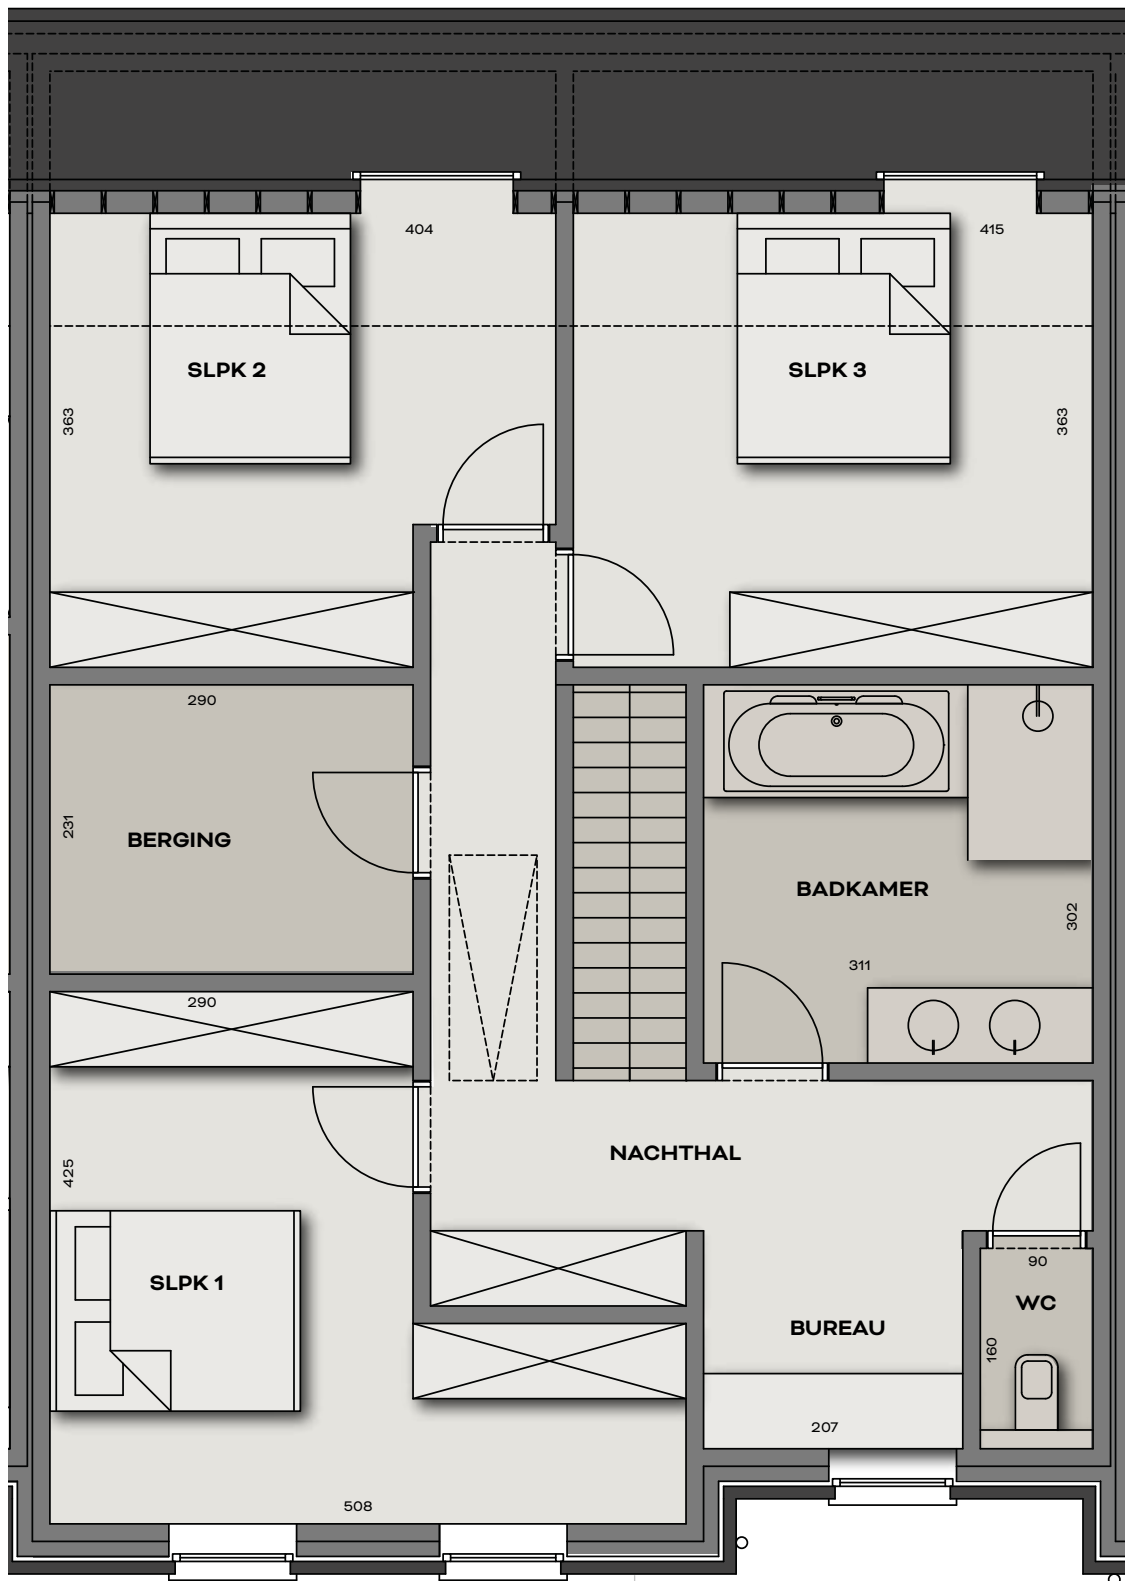 404
415
SLPK 2
SLPK 3
363
363
290
231
BERGING
BADKAMER
302
311
290
NACHTHAL
425
90
SLPK 1
WC
BUREAU
160
207
508